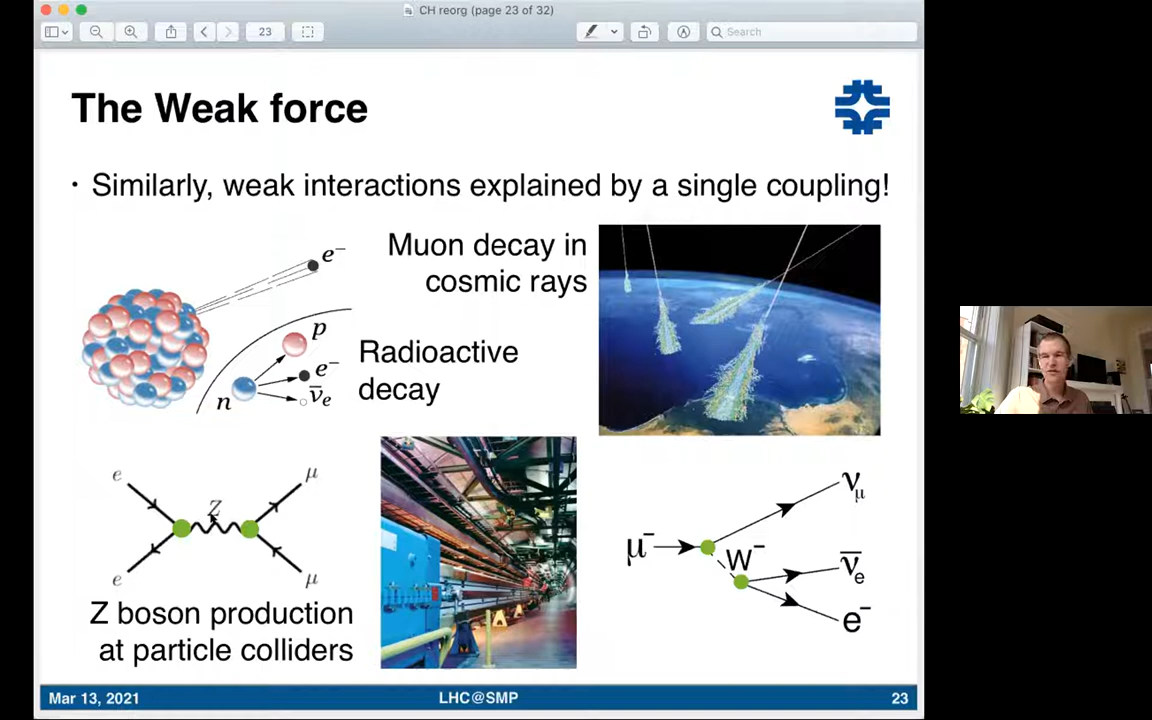 CH reorg (page 23 of 32)
23
Search
The Weak force
• Similarly, weak interactions explained by a single coupling!
e⁻
Muon decay in
cosmic rays
p
e⁻
ν̅ₑ
n
Radioactive
decay
e
μ
Z
e
μ
Z boson production
at particle colliders
ν_μ
μ⁻
W⁻
ν̅ₑ
e⁻
Mar 13, 2021
LHC@SMP
23